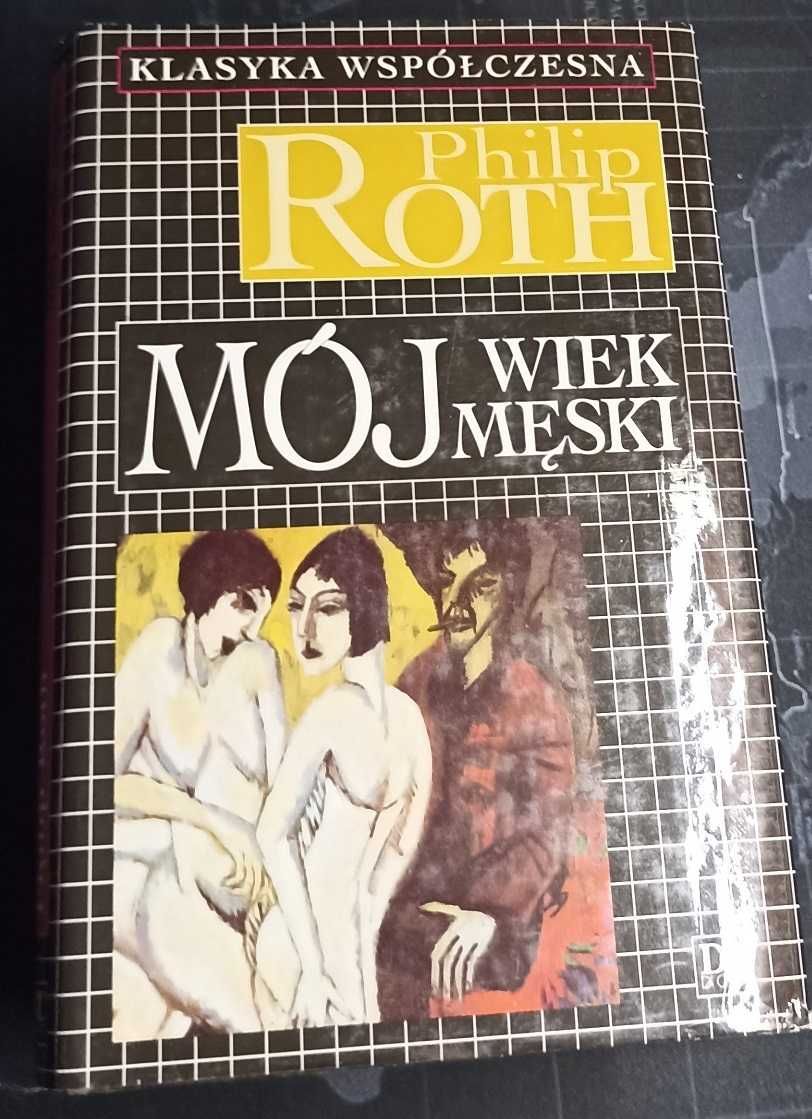 KLASYKA WSPÓŁCZESNA
Philip
ROTH
MÓJ WIEK
MĘSKI